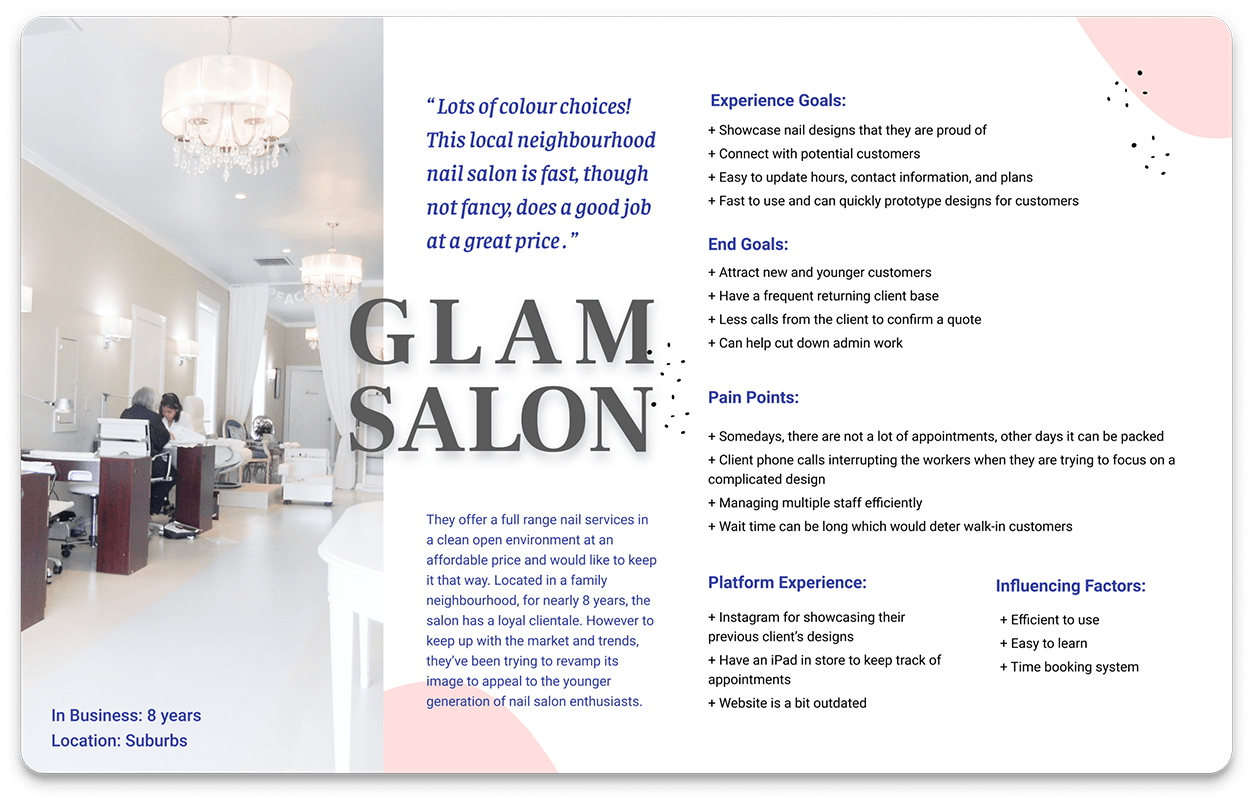 “ Lots of colour choices!
This local neighbourhood
nail salon is fast, though
not fancy, does a good job
at a great price . ”
GLAM
SALON
They offer a full range nail services in
a clean open environment at an
affordable price and would like to keep
it that way. Located in a family
neighbourhood, for nearly 8 years, the
salon has a loyal clientale. However to
keep up with the market and trends,
they’ve been trying to revamp its
image to appeal to the younger
generation of nail salon enthusiasts.
In Business: 8 years
Location: Suburbs
Experience Goals:
+ Showcase nail designs that they are proud of
+ Connect with potential customers
+ Easy to update hours, contact information, and plans
+ Fast to use and can quickly prototype designs for customers
End Goals:
+ Attract new and younger customers
+ Have a frequent returning client base
+ Less calls from the client to confirm a quote
+ Can help cut down admin work
Pain Points:
+ Somedays, there are not a lot of appointments, other days it can be packed
+ Client phone calls interrupting the workers when they are trying to focus on a
complicated design
+ Managing multiple staff efficiently
+ Wait time can be long which would deter walk-in customers
Platform Experience:
+ Instagram for showcasing their
previous client’s designs
+ Have an iPad in store to keep track of
appointments
+ Website is a bit outdated
Influencing Factors:
+ Efficient to use
+ Easy to learn
+ Time booking system